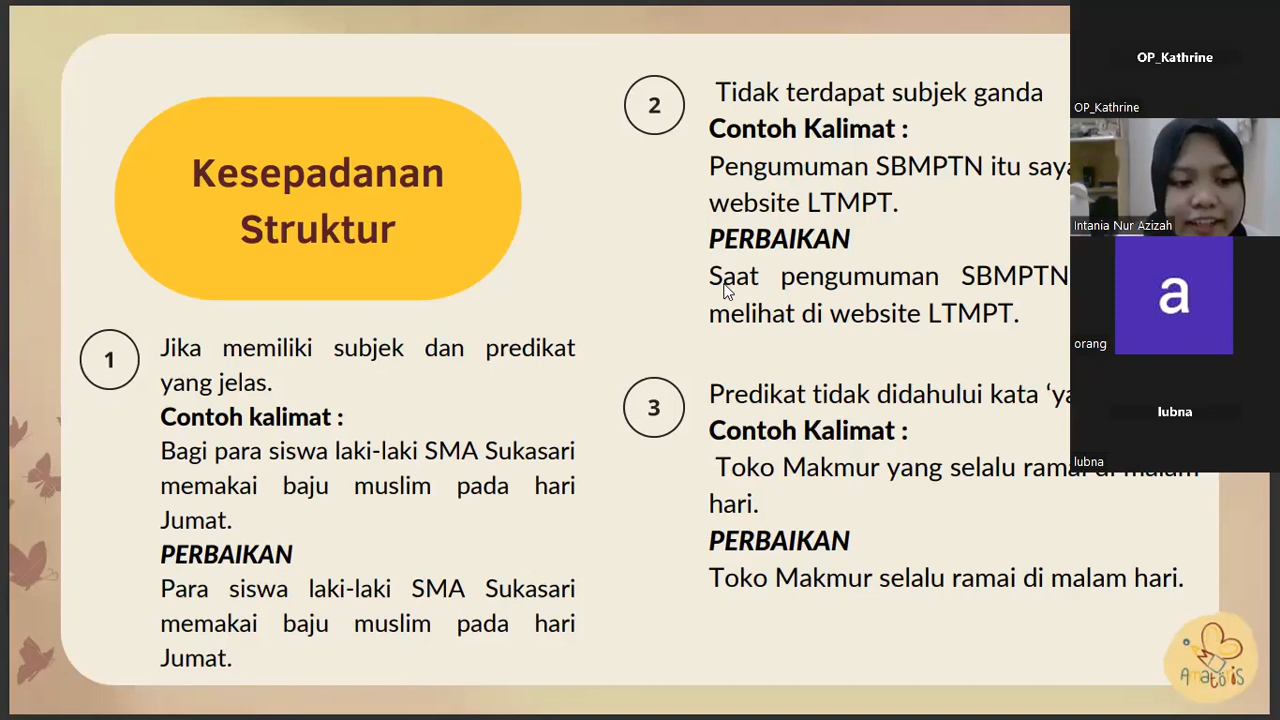 Kesepadanan
Struktur
1
Jika memiliki subjek dan predikat
yang jelas.
Contoh kalimat :
Bagi para siswa laki-laki SMA Sukasari
memakai baju muslim pada hari
Jumat.
PERBAIKAN
Para siswa laki-laki SMA Sukasari
memakai baju muslim pada hari
Jumat.
2
Tidak terdapat subjek ganda
Contoh Kalimat :
Pengumuman SBMPTN itu saya
website LTMPT.
PERBAIKAN
Saat pengumuman SBMPTN
melihat di website LTMPT.
3
Predikat tidak didahului kata
Contoh Kalimat :
Toko Makmur yang selalu ramai di malam
hari.
PERBAIKAN
Toko Makmur selalu ramai di malam hari.
OP_Kathrine
OP_Kathrine
Intania Nur Azizah
a
orang
lubna
lubna
Amatoris